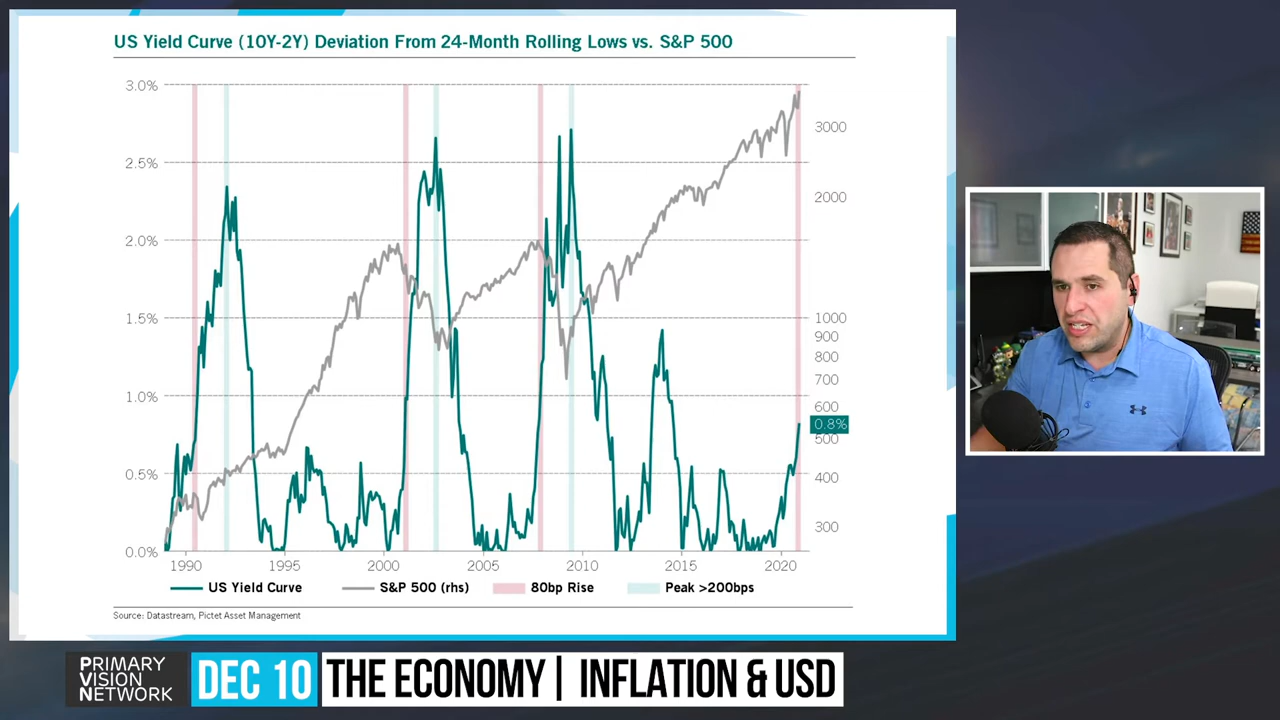 US Yield Curve (10Y-2Y) Deviation From 24-Month Rolling Lows vs. S&P 500
3.0%
2.5%
2.0%
1.5%
1.0%
0.5%
0.0%
3000
2000
1000
900
800
700
600
0.8%
500
400
300
1990 1995 2000 2005 2010 2015 2020
US Yield Curve S&P 500 (rhs) 80bp Rise Peak >200bps
Source: Datastream, Pictet Asset Management
PRIMARY
VISION
NETWORK
DEC 10 THE ECONOMY | INFLATION & USD